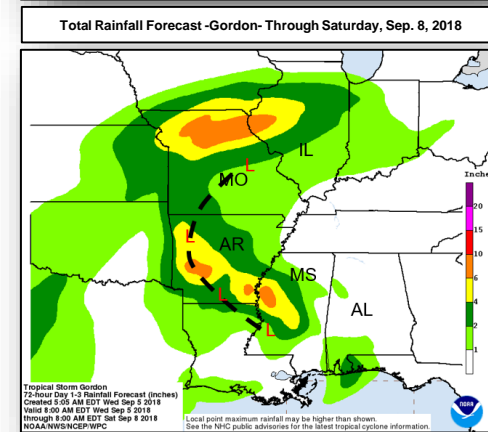 Total Rainfall Forecast -Gordon- Through Saturday, Sep. 8, 2018
IL
L
MO
Inche
L
AR
20
15
10
MS
6
L
4
AL
2
L
1
Tropical Storm Gordon
72-hour Day 1-3 Rainfall Forecast (inches)
Created 5:05 AM EDT Wed Sep 5 2018
Valid 8:00 AM EDT Wed Sep 5 2018
through 8:00 AM EDT Sat Sep 8 2018
NOAA/NWS/NCEP/WPC
Local point maximum rainfall may be higher than shown.
See the NHC public advisories for the latest tropical cyclone information.
NOAA